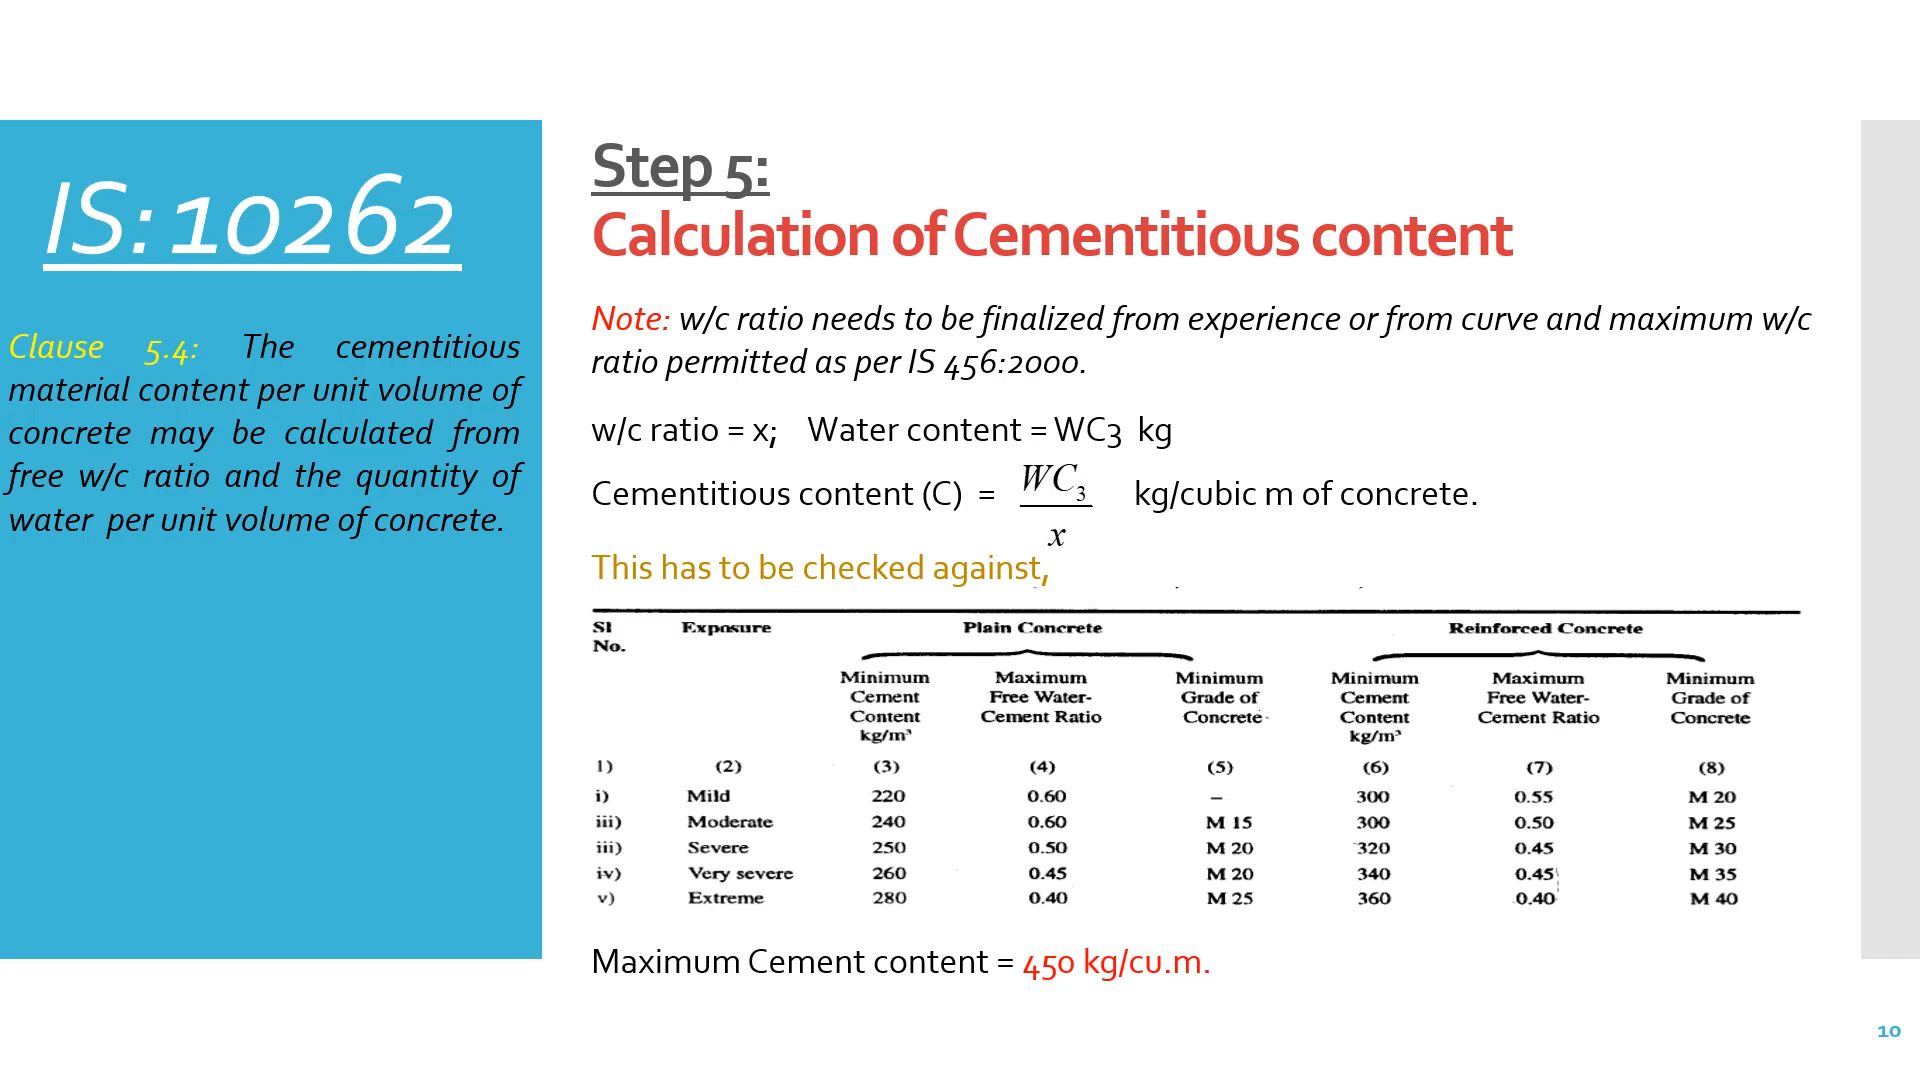 IS:10262
Clause 5.4: The cementitious
material content per unit volume of
concrete may be calculated from
free w/c ratio and the quantity of
water per unit volume of concrete.
Step 5:
Calculation of Cementitious content
Note: w/c ratio needs to be finalized from experience or from curve and maximum w/c
ratio permitted as per IS 456:2000.
w/c ratio = x; Water content = WC3 kg
Cementitious content (C) = WC₃ / x kg/cubic m of concrete.
This has to be checked against,
Sl No. Exposure Plain Concrete Reinforced Concrete
Minimum Cement Content kg/m³ Maximum Free Water-Cement Ratio Minimum Grade of Concrete Minimum Cement Content kg/m³ Maximum Free Water-Cement Ratio Minimum Grade of Concrete
1) (2) (3) (4) (5) (6) (7) (8)
i) Mild 220 0.60 – 300 0.55 M 20
iii) Moderate 240 0.60 M 15 300 0.50 M 25
iii) Severe 250 0.50 M 20 320 0.45 M 30
iv) Very severe 260 0.45 M 20 340 0.45 M 35
v) Extreme 280 0.40 M 25 360 0.40 M 40
Maximum Cement content = 450 kg/cu.m.
10